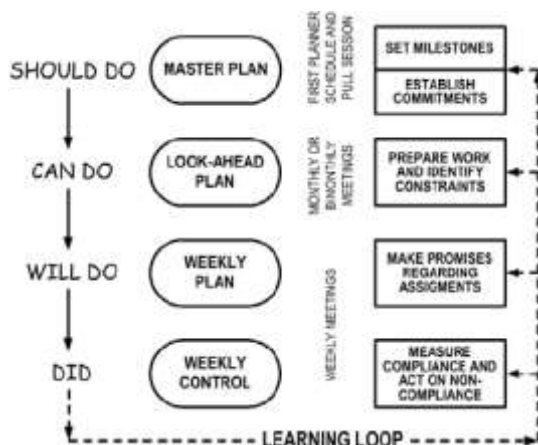 SHOULD DO
MASTER PLAN
FIRST PLANNER
SCHEDULE AND
PULL SESSION
SET MILESTONES
ESTABLISH
COMMITMENTS
CAN DO
LOOK-AHEAD
PLAN
MONTHLY OR
BIMONTHLY
MEETINGS
PREPARE WORK
AND IDENTIFY
CONSTRAINTS
WILL DO
WEEKLY
PLAN
WEEKLY MEETINGS
MAKE PROMISES
REGARDING
ASSIGMENTS
DID
WEEKLY
CONTROL
MEASURE
COMPLIANCE AND
ACT ON NON-
COMPLIANCE
LEARNING LOOP